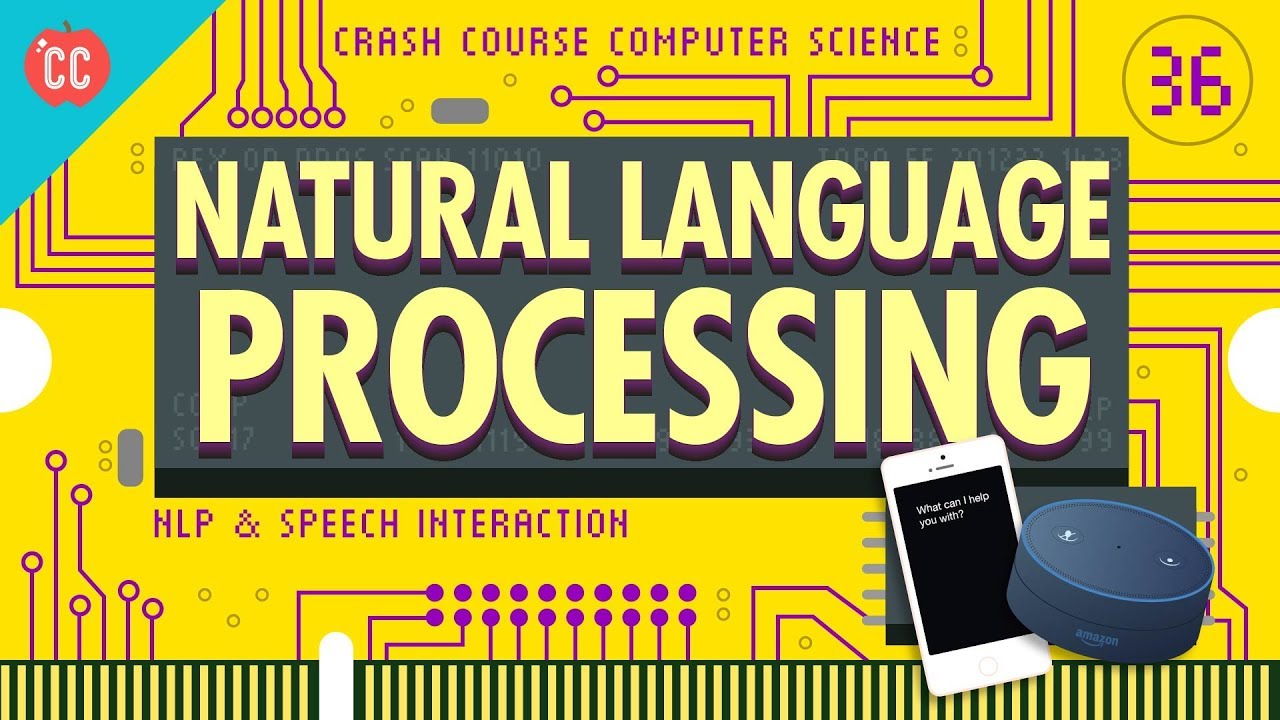 CC
CRASH COURSE COMPUTER SCIENCE
36
NATURAL LANGUAGE
PROCESSING
NLP & SPEECH INTERACTION
What can I help
you with?
amazon